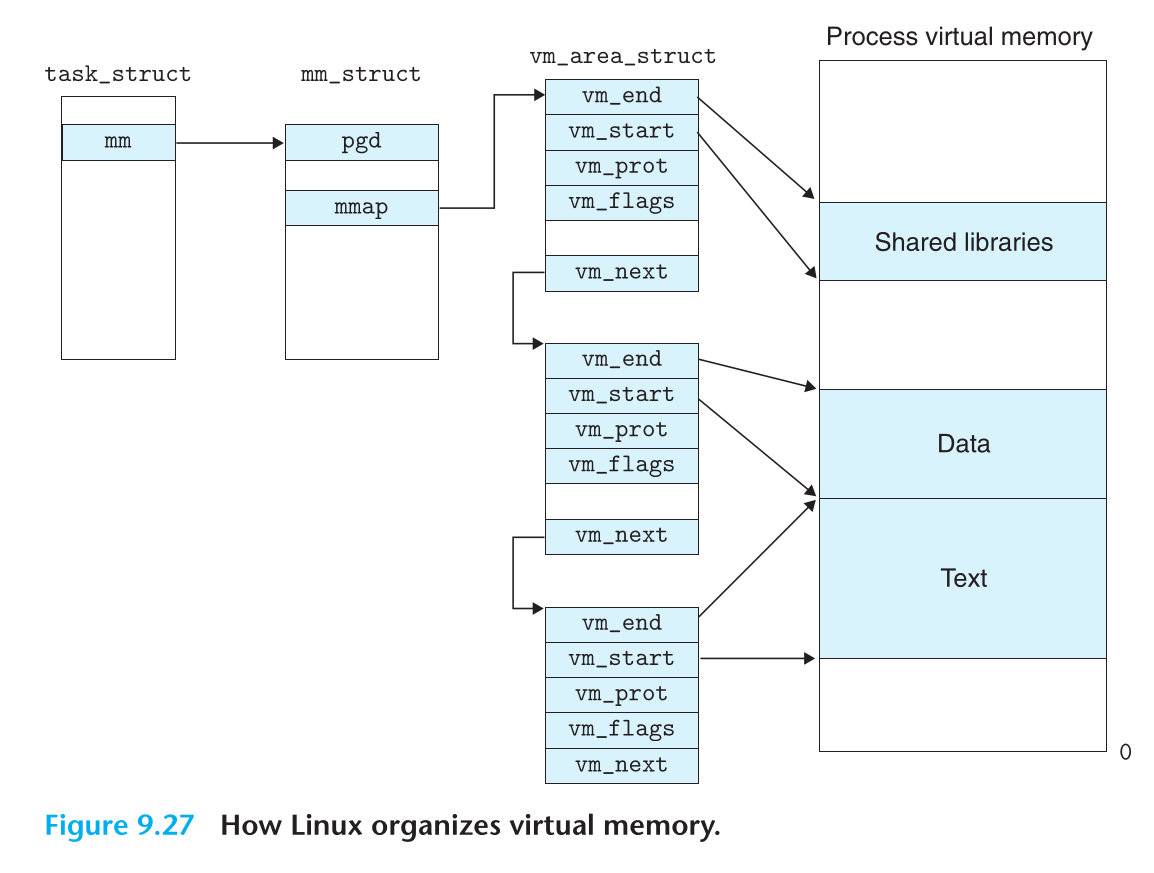 Process virtual memory
task_struct
mm_struct
vm_area_struct
mm
pgd
mmap
vm_end
vm_start
vm_prot
vm_flags
vm_next
vm_end
vm_start
vm_prot
vm_flags
vm_next
vm_end
vm_start
vm_prot
vm_flags
vm_next
Shared libraries
Data
Text
0
Figure 9.27 How Linux organizes virtual memory.